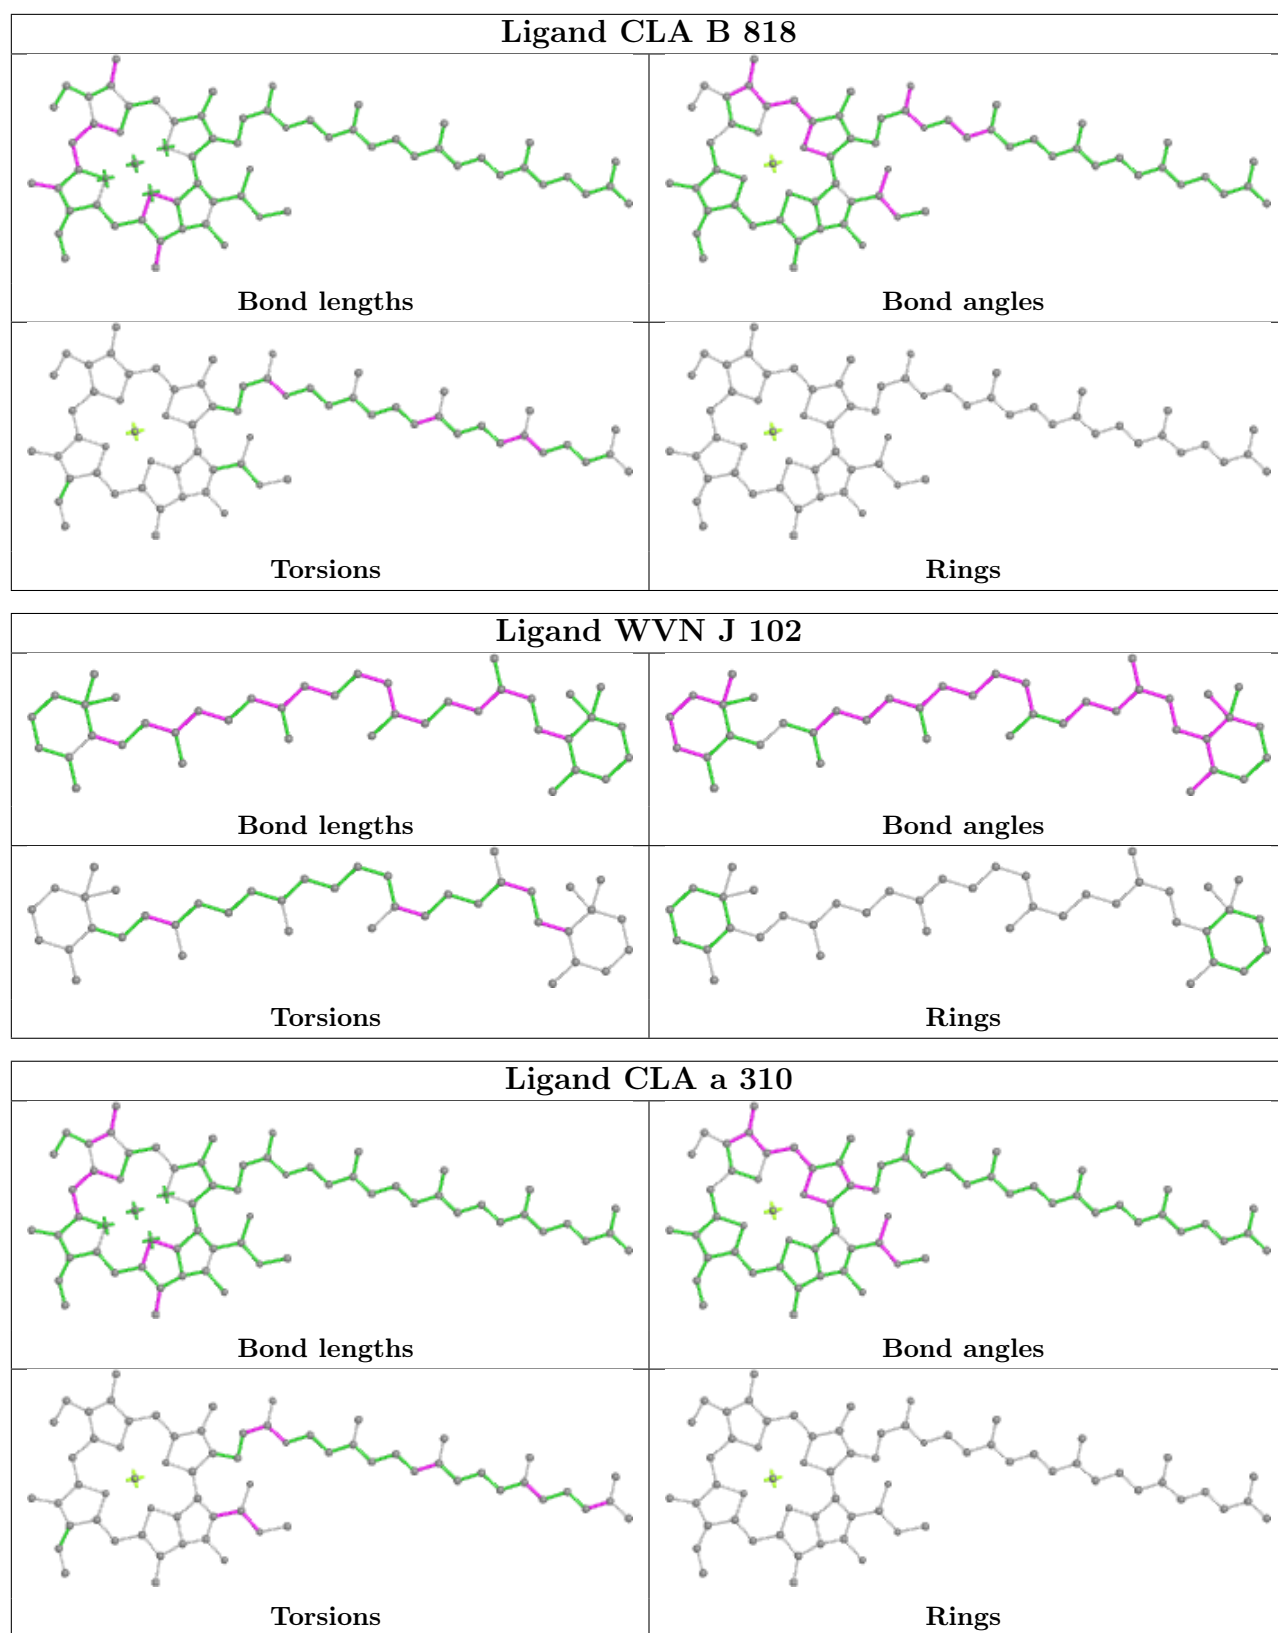 Ligand CLA B 818
Bond lengths
Bond angles
Torsions
Rings
Ligand WVN J 102
Bond lengths
Bond angles
Torsions
Rings
Ligand CLA a 310
Bond lengths
Bond angles
Torsions
Rings